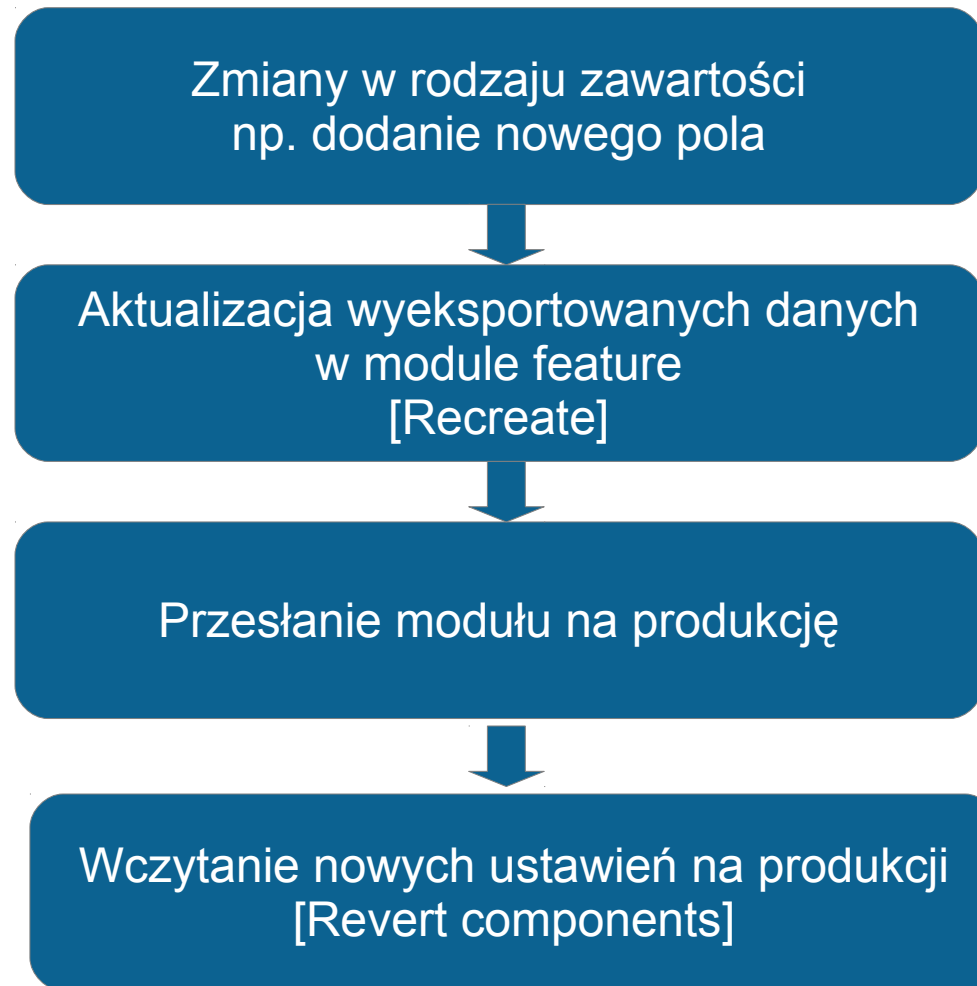 Zmiany w rodzaju zawartości
np. dodanie nowego pola
Aktualizacja wyeksportowanych danych
w module feature
[Recreate]
Przesłanie modułu na produkcję
Wczytanie nowych ustawień na produkcji
[Revert components]